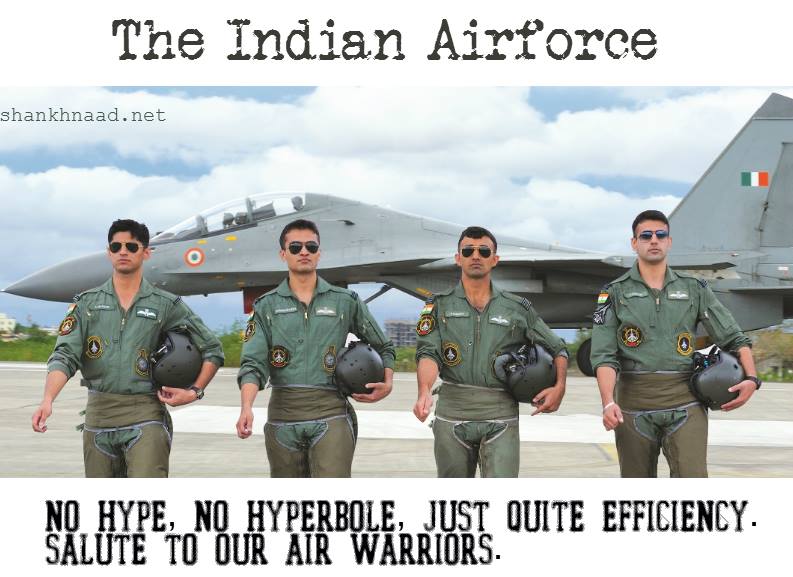 The Indian Airforce
shankhnaad.net
NO HYPE, NO HYPERBOLE, JUST QUITE EFFICIENCY.
SALUTE TO OUR AIR WARRIORS.